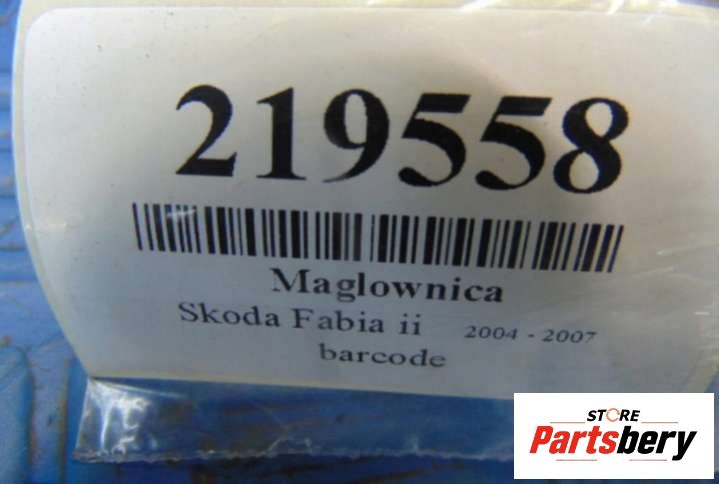 219558
Maglownica
Skoda Fabia ii 2004 - 2007
barcode
STORE
Partsbery